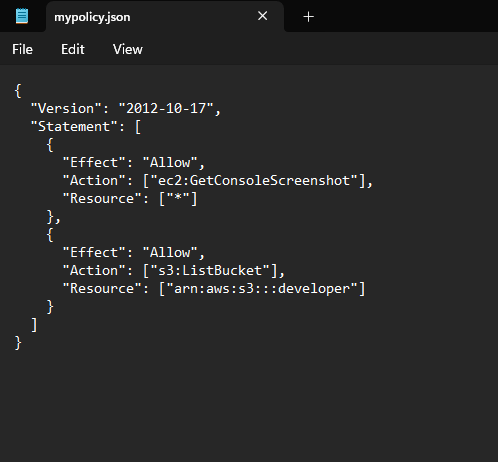 mypolicy.json
File Edit View
{
  "Version": "2012-10-17",
  "Statement": [
    {
      "Effect": "Allow",
      "Action": ["ec2:GetConsoleScreenshot"],
      "Resource": ["*"]
    },
    {
      "Effect": "Allow",
      "Action": ["s3:ListBucket"],
      "Resource": ["arn:aws:s3:::developer"]
    }
  ]
}